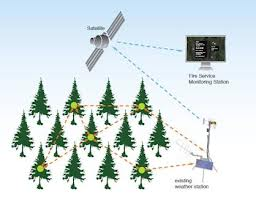 Satellite
Fire Service
Monitoring Station
existing
weather station